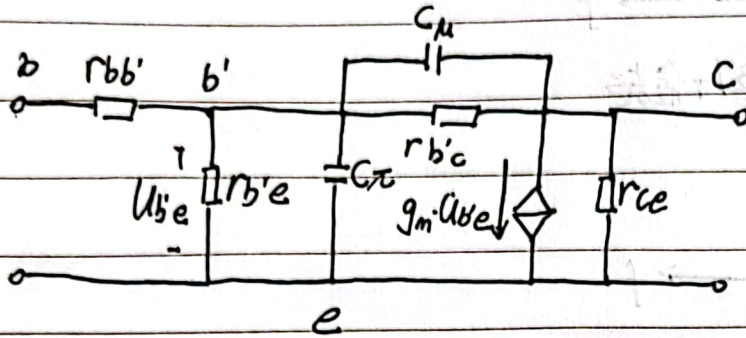 Cμ
b rbb' b' C
rb'c
+
Ub'e rb'e Cπ gm·Ub'e rce
-
e